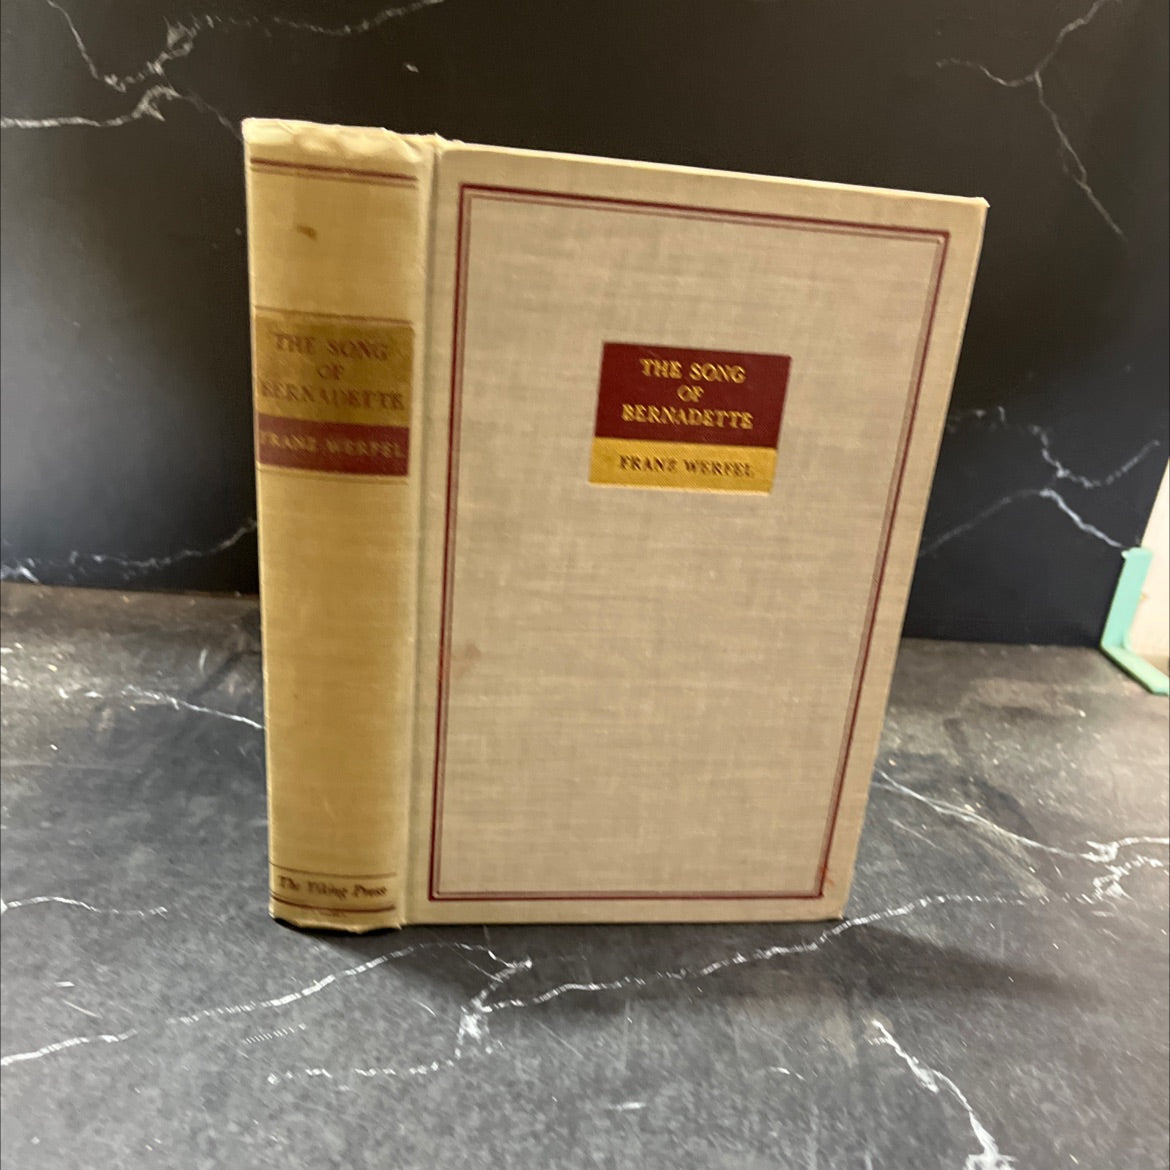 THE SONG
OF
BERNADETTE
FRANZ WERFEL
The Viking Press
THE SONG
OF
BERNADETTE
FRANZ WERFEL